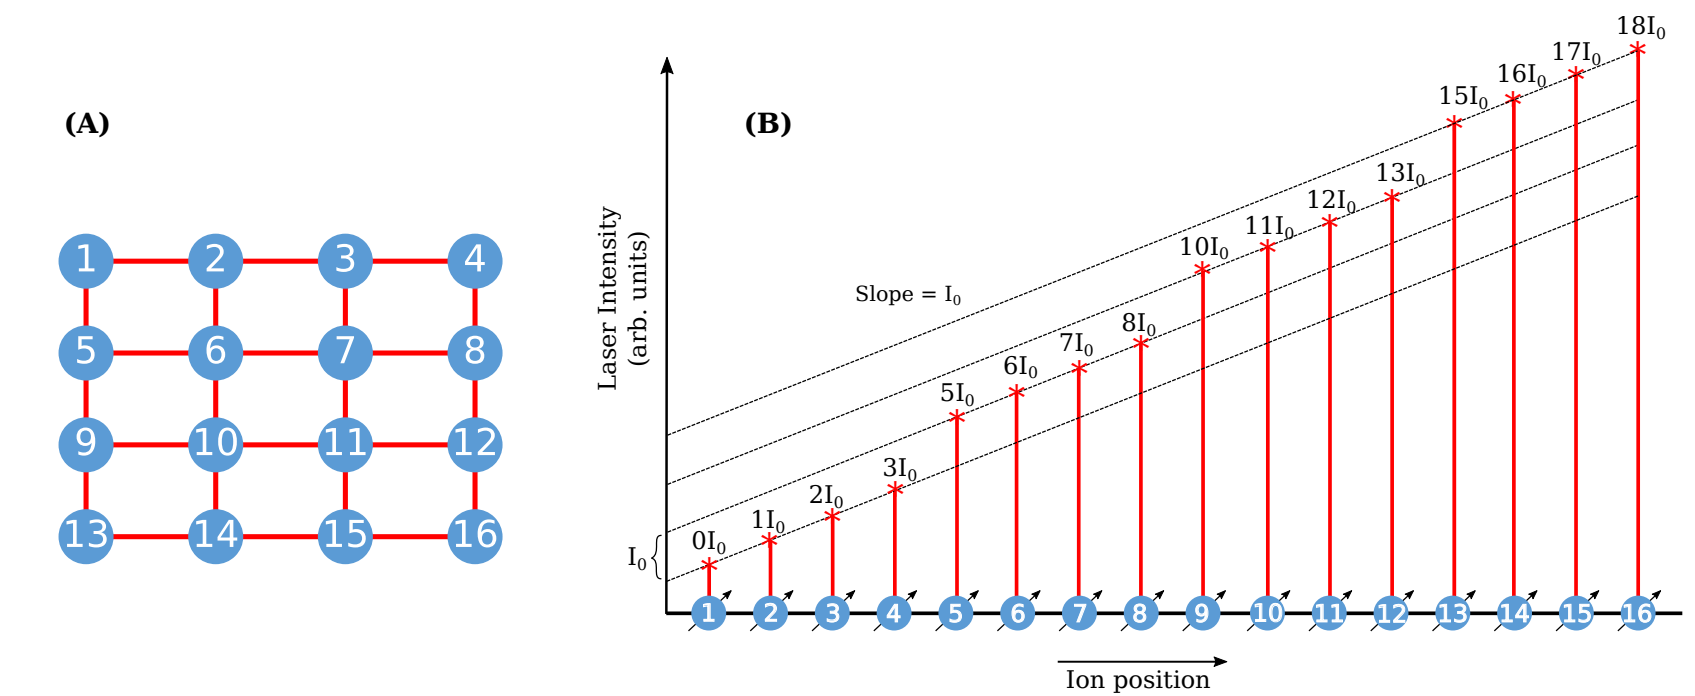 (A)
1 2 3 4
5 6 7 8
9 10 11 12
13 14 15 16
(B)
Laser Intensity
(arb. units)
Slope = I₀
I₀
0I₀ 1I₀ 2I₀ 3I₀ 5I₀ 6I₀ 7I₀ 8I₀ 10I₀ 11I₀ 12I₀ 13I₀ 15I₀ 16I₀ 17I₀ 18I₀
1 2 3 4 5 6 7 8 9 10 11 12 13 14 15 16
Ion position